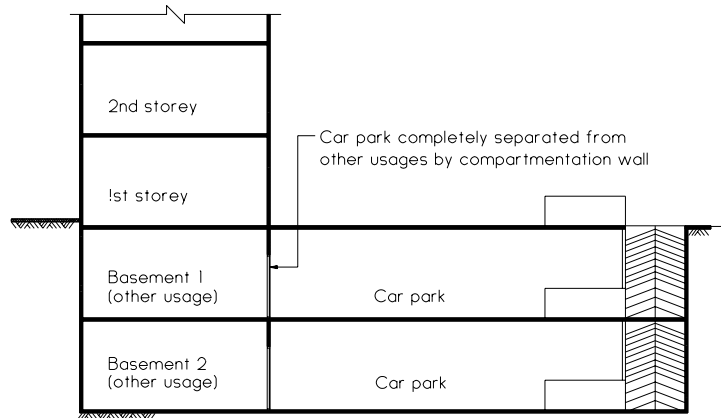 2nd storey
Car park completely separated from
other usages by compartmentation wall
!st storey
Basement 1
(other usage)
Car park
Basement 2
(other usage)
Car park